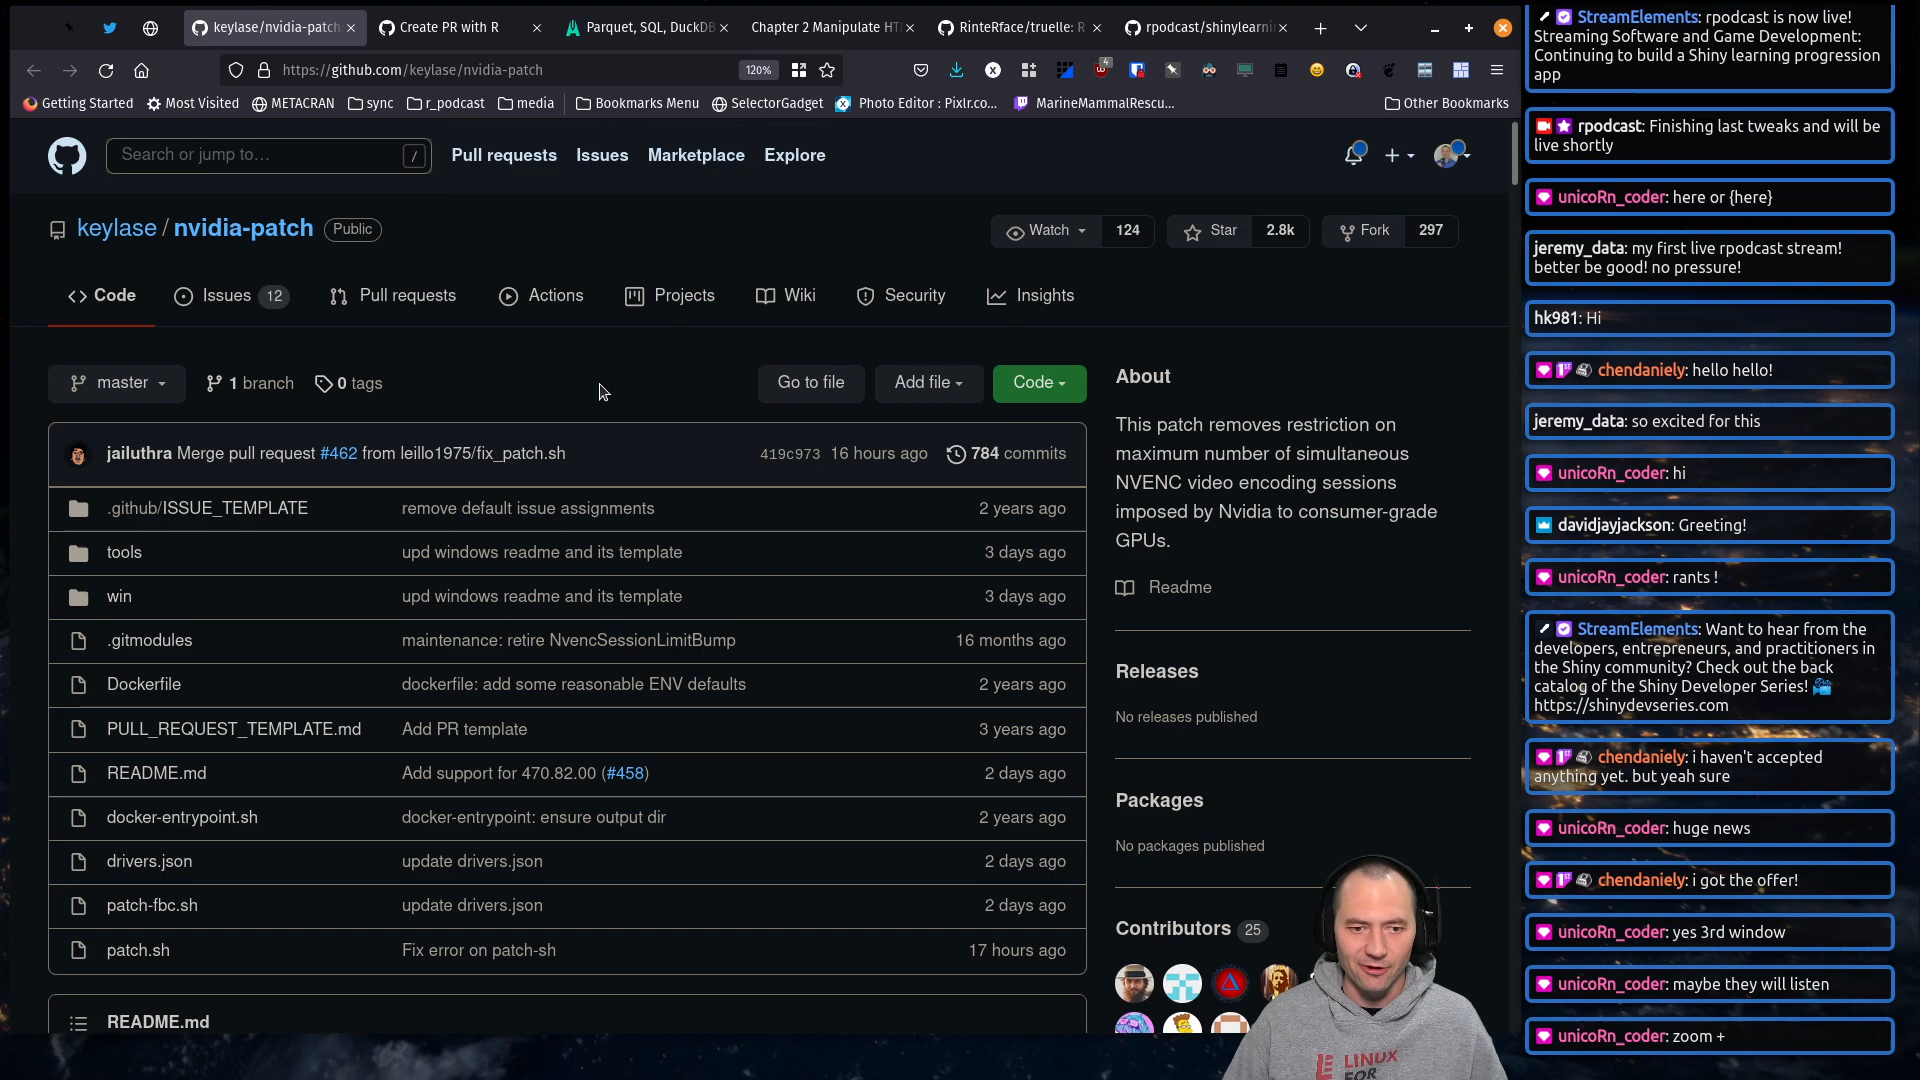 keylase/nvidia-patch:
Create PR with R
Parquet, SQL, DuckDB
Chapter 2 Manipulate HT
RinterRface/truelle: R
rpodcast/shinylearni
https://github.com/keylase/nvidia-patch
120%
4
Getting Started
Most Visited
METACRAN
sync
r_podcast
media
Bookmarks Menu
SelectorGadget
Photo Editor : Pixlr.co...
MarineMammalRescu...
Other Bookmarks
Search or jump to...
/
Pull requests
Issues
Marketplace
Explore
keylase / nvidia-patch
Public
Watch 124
Star 2.8k
Fork 297
Code
Issues 12
Pull requests
Actions
Projects
Wiki
Security
Insights
master
1 branch
0 tags
Go to file
Add file
Code
jailuthra Merge pull request #462 from leillo1975/fix_patch.sh
419c973 16 hours ago
784 commits
.github/ISSUE_TEMPLATE remove default issue assignments 2 years ago
tools upd windows readme and its template 3 days ago
win upd windows readme and its template 3 days ago
.gitmodules maintenance: retire NvencSessionLimitBump 16 months ago
Dockerfile dockerfile: add some reasonable ENV defaults 2 years ago
PULL_REQUEST_TEMPLATE.md Add PR template 3 years ago
README.md Add support for 470.82.00 (#458) 2 days ago
docker-entrypoint.sh docker-entrypoint: ensure output dir 2 years ago
drivers.json update drivers.json 2 days ago
patch-fbc.sh update drivers.json 2 days ago
patch.sh Fix error on patch-sh 17 hours ago
README.md
About
This patch removes restriction on
maximum number of simultaneous
NVENC video encoding sessions
imposed by Nvidia to consumer-grade
GPUs.
Readme
Releases
No releases published
Packages
No packages published
Contributors 25
LINUX
FOR
StreamElements: rpodcast is now live!
Streaming Software and Game Development:
Continuing to build a Shiny learning progression
app
rpodcast: Finishing last tweaks and will be
live shortly
unicoRn_coder: here or {here}
jeremy_data: my first live rpodcast stream!
better be good! no pressure!
hk981: Hi
chendaniely: hello hello!
jeremy_data: so excited for this
unicoRn_coder: hi
davidjayjackson: Greeting!
unicoRn_coder: rants !
StreamElements: Want to hear from the
developers, entrepreneurs, and practitioners in
the Shiny community? Check out the back
catalog of the Shiny Developer Series!
https://shinydevseries.com
chendaniely: i haven't accepted
anything yet. but yeah sure
unicoRn_coder: huge news
chendaniely: i got the offer!
unicoRn_coder: yes 3rd window
unicoRn_coder: maybe they will listen
unicoRn_coder: zoom +